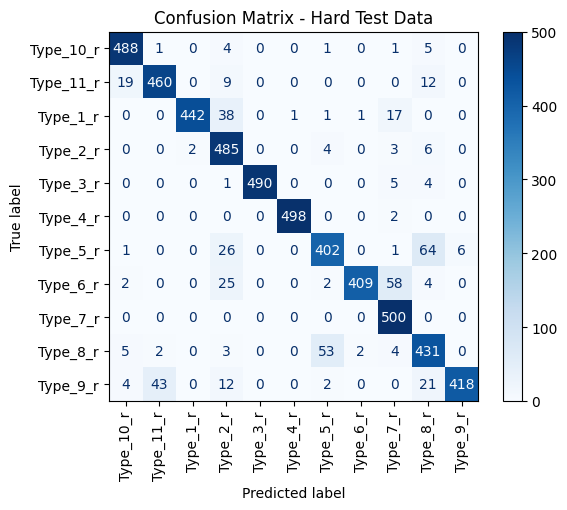 Confusion Matrix - Hard Test Data
True label
Type_10_r 488 1 0 4 0 0 1 0 1 5 0
Type_11_r 19 460 0 9 0 0 0 0 0 12 0
Type_1_r 0 0 442 38 0 1 1 1 17 0 0
Type_2_r 0 0 2 485 0 0 4 0 3 6 0
Type_3_r 0 0 0 1 490 0 0 0 5 4 0
Type_4_r 0 0 0 0 0 498 0 0 2 0 0
Type_5_r 1 0 0 26 0 0 402 0 1 64 6
Type_6_r 2 0 0 25 0 0 2 409 58 4 0
Type_7_r 0 0 0 0 0 0 0 0 500 0 0
Type_8_r 5 2 0 3 0 0 53 2 4 431 0
Type_9_r 4 43 0 12 0 0 2 0 0 21 418
Type_10_r Type_11_r Type_1_r Type_2_r Type_3_r Type_4_r Type_5_r Type_6_r Type_7_r Type_8_r Type_9_r
Predicted label
500
400
300
200
100
0